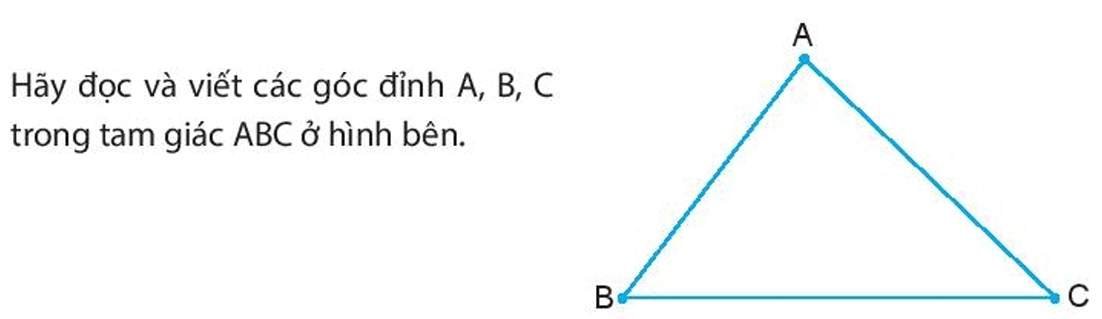 Hãy đọc và viết các góc đỉnh A, B, C
trong tam giác ABC ở hình bên.
A
B
C